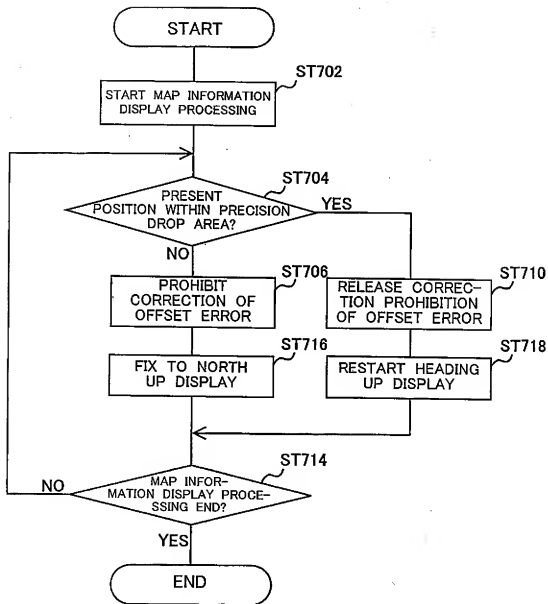 START
ST702
START MAP INFORMATION
DISPLAY PROCESSING
ST704
PRESENT
POSITION WITHIN PRECISION
DROP AREA?
YES
NO
ST706
PROHIBIT
CORRECTION OF
OFFSET ERROR
ST710
RELEASE CORREC-
TION PROHIBITION
OF OFFSET ERROR
ST716
FIX TO NORTH
UP DISPLAY
ST718
RESTART HEADING
UP DISPLAY
ST714
MAP INFOR-
MATION DISPLAY PROCE-
SSING END?
NO
YES
END